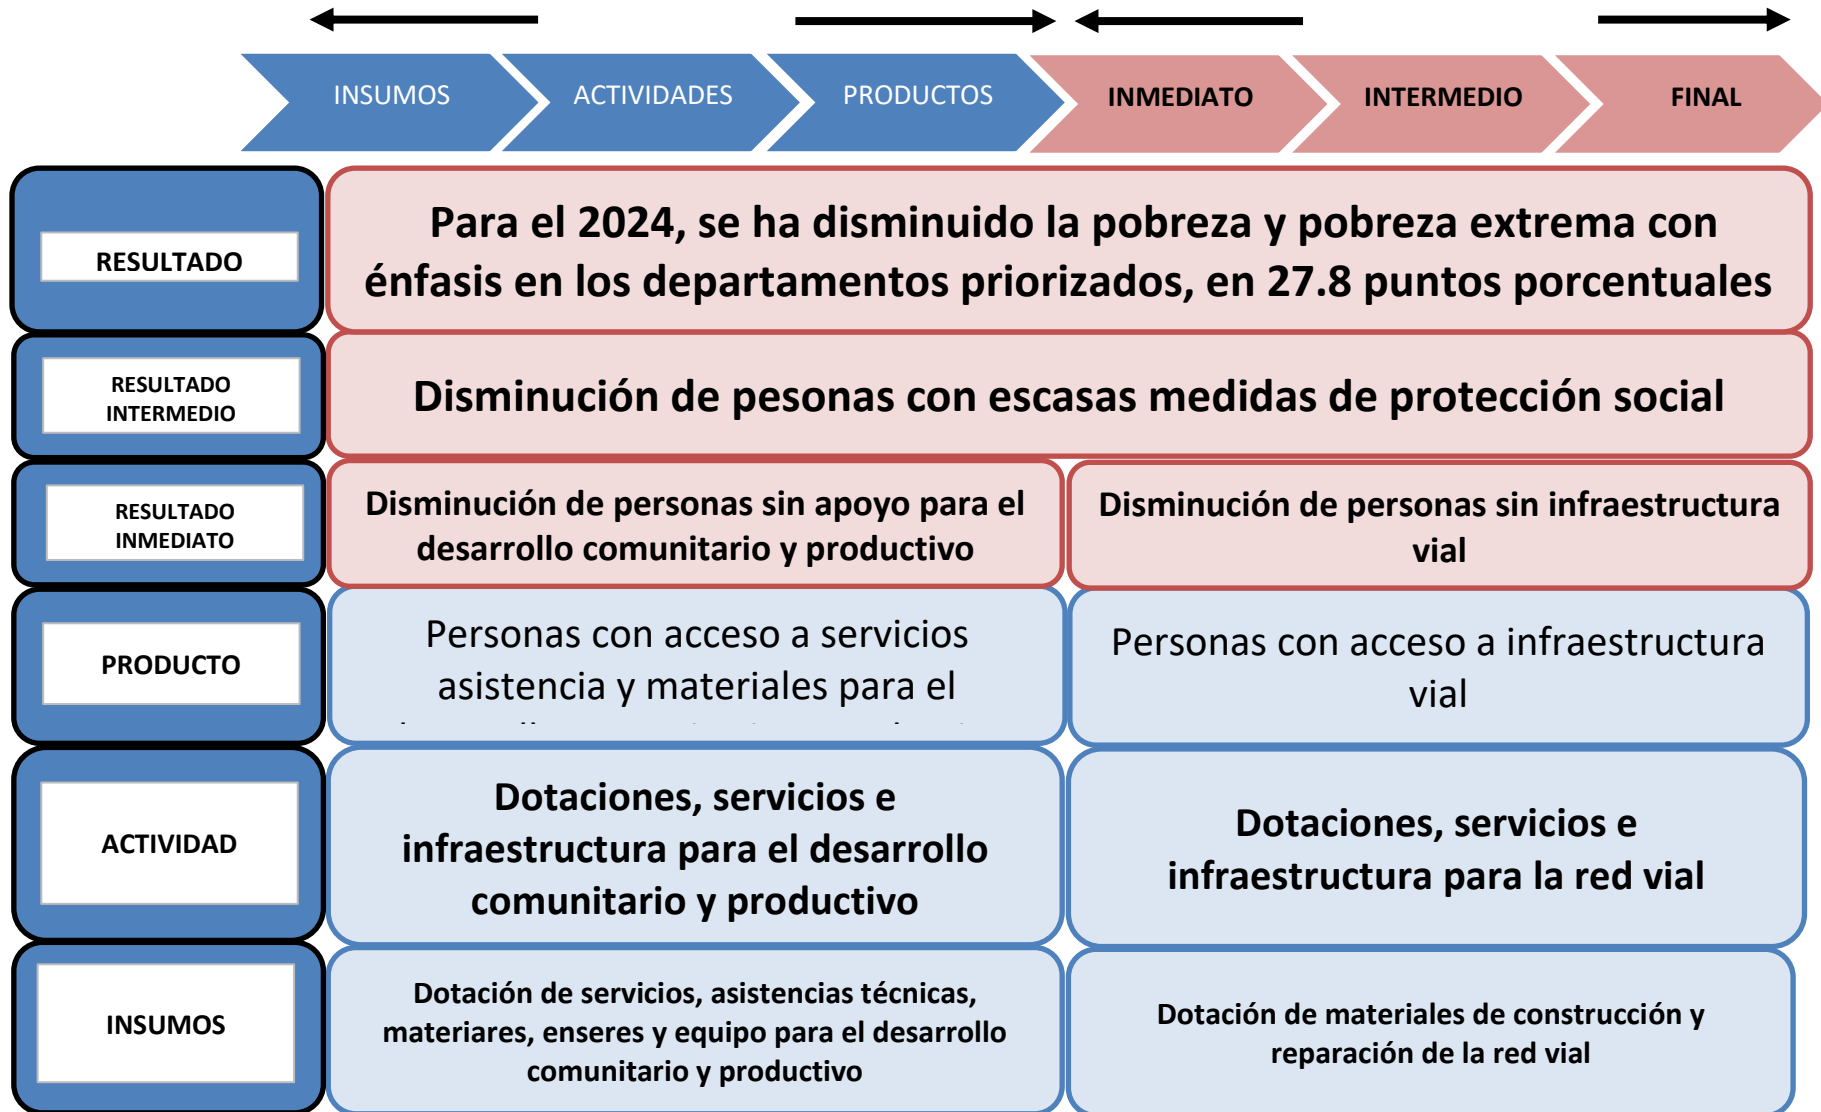 INSUMOS
ACTIVIDADES
PRODUCTOS
INMEDIATO
INTERMEDIO
FINAL
RESULTADO
Para el 2024, se ha disminuido la pobreza y pobreza extrema con
énfasis en los departamentos priorizados, en 27.8 puntos porcentuales
RESULTADO
INTERMEDIO
Disminución de pesonas con escasas medidas de protección social
RESULTADO
INMEDIATO
Disminución de personas sin apoyo para el
desarrollo comunitario y productivo
Disminución de personas sin infraestructura
vial
PRODUCTO
Personas con acceso a servicios
asistencia y materiales para el
Personas con acceso a infraestructura
vial
ACTIVIDAD
Dotaciones, servicios e
infraestructura para el desarrollo
comunitario y productivo
Dotaciones, servicios e
infraestructura para la red vial
INSUMOS
Dotación de servicios, asistencias técnicas,
materiares, enseres y equipo para el desarrollo
comunitario y productivo
Dotación de materiales de construcción y
reparación de la red vial